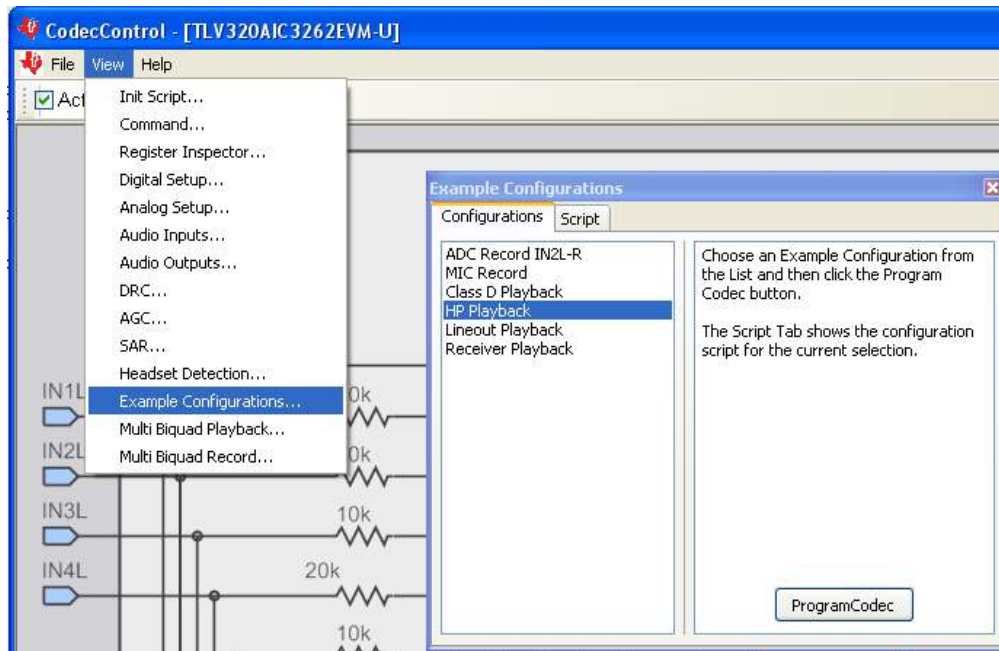 CodecControl - [TLV320AIC3262EVM-U]
File View Help
Init Script...
Command...
Register Inspector...
Digital Setup...
Analog Setup...
Audio Inputs...
Audio Outputs...
DRC...
AGC...
SAR...
Headset Detection...
Example Configurations...
Multi Biquad Playback...
Multi Biquad Record...
Example Configurations
Configurations Script
ADC Record IN2L-R
MIC Record
Class D Playback
HP Playback
Lineout Playback
Receiver Playback
Choose an Example Configuration from
the List and then click the Program
Codec button.
The Script Tab shows the configuration
script for the current selection.
ProgramCodec
IN1L
IN2L
IN3L
10k
IN4L
20k
10k